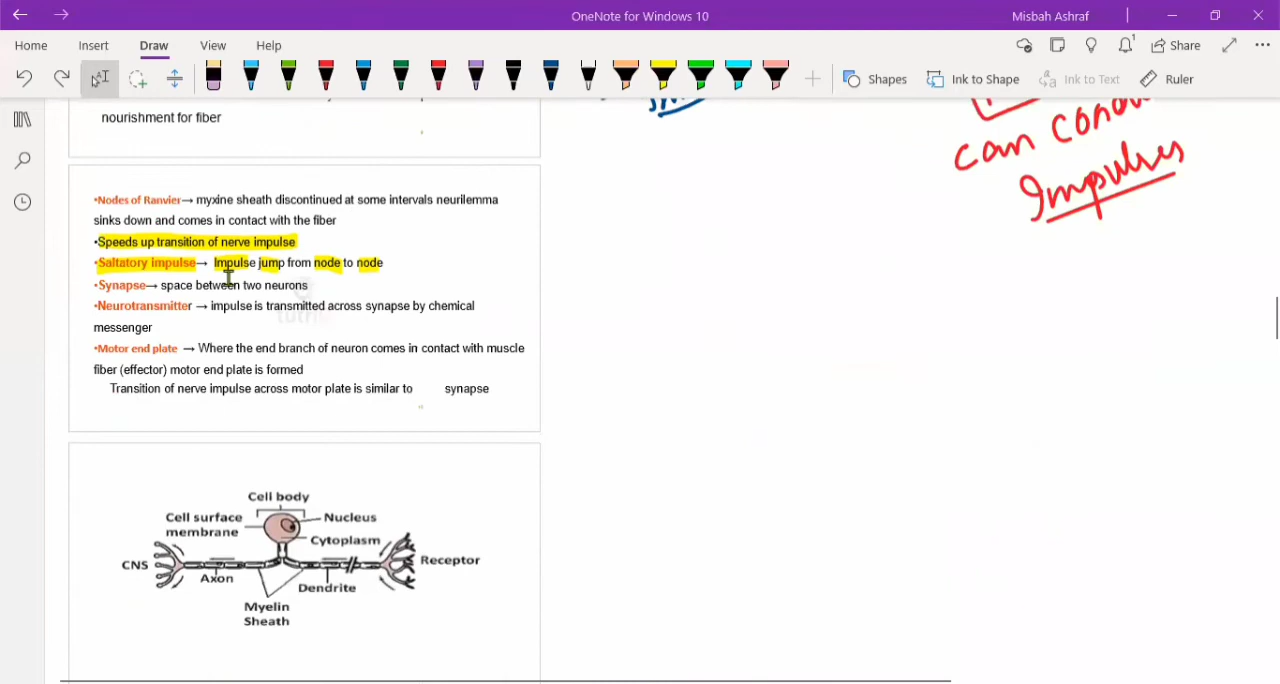 OneNote for Windows 10
Misbah Ashraf
Home Insert Draw View Help
Share
Shapes Ink to Shape Ink to Text Ruler
nourishment for fiber
can
Impulses
•Nodes of Ranvier→ myxine sheath discontinued at some intervals neurilemma
sinks down and comes in contact with the fiber
•Speeds up transition of nerve impulse
•Saltatory impulse→ Impulse jump from node to node
•Synapse→ space between two neurons
•Neurotransmitter → impulse is transmitted across synapse by chemical
messenger
•Motor end plate → Where the end branch of neuron comes in contact with muscle
fiber (effector) motor end plate is formed
Transition of nerve impulse across motor plate is similar to synapse
Cell body
Cell surface
membrane
Nucleus
Cytoplasm
CNS
Receptor
Axon
Dendrite
Myelin
Sheath